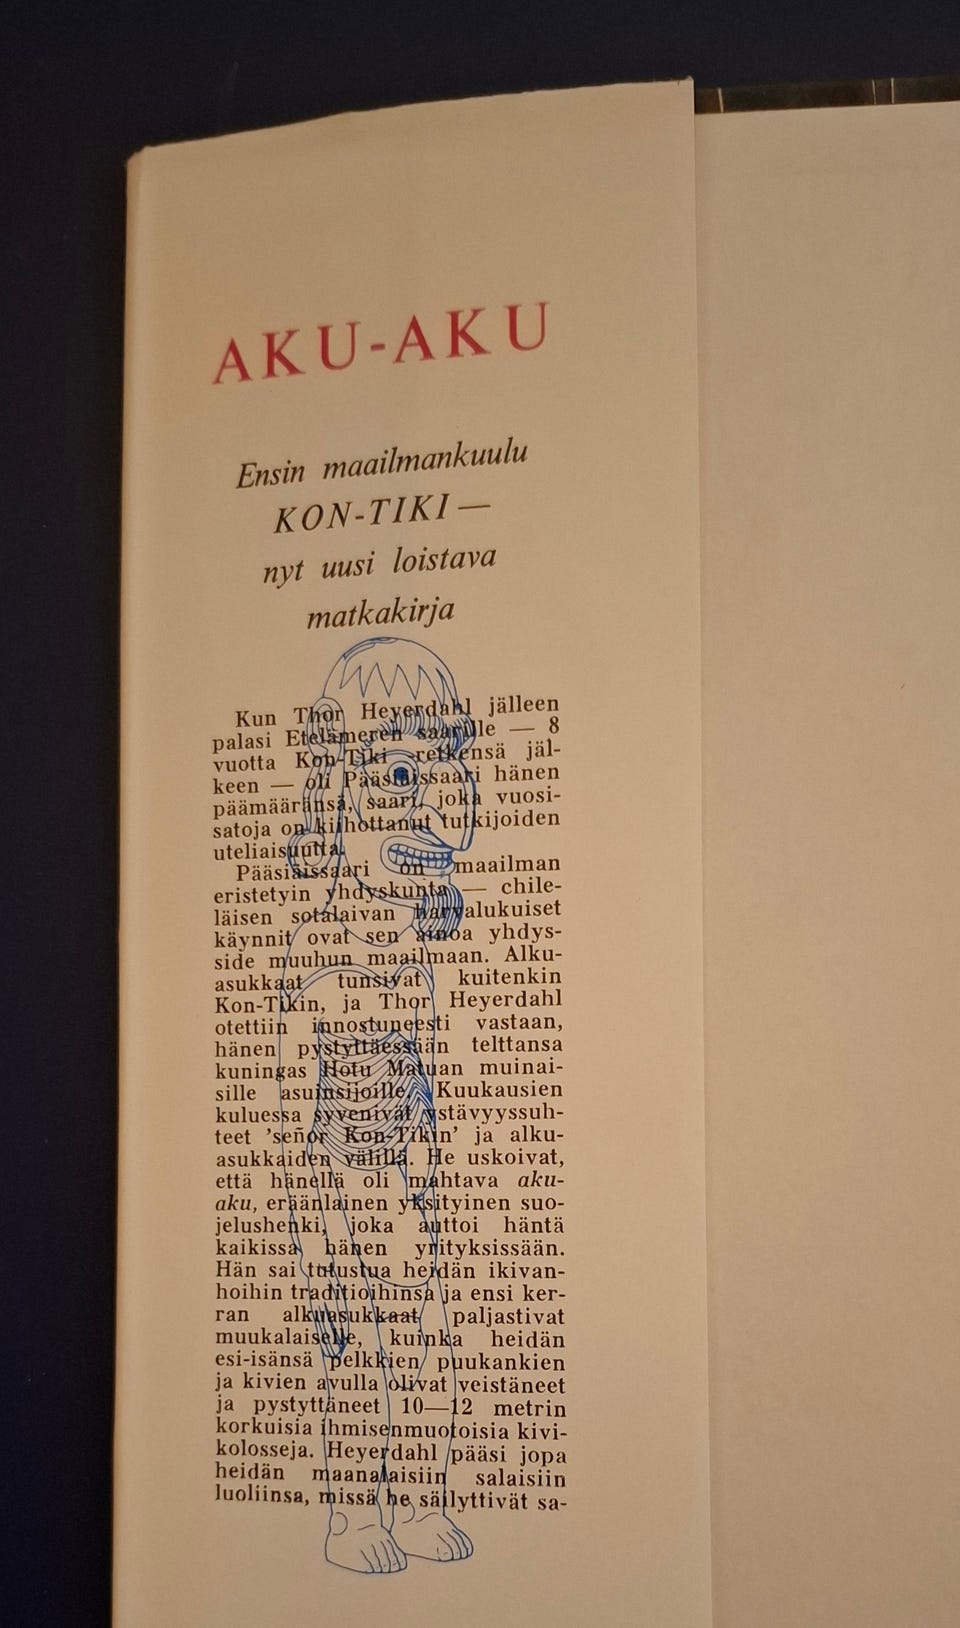 AKU-AKU
Ensin maailmankuulu
KON-TIKI —
nyt uusi loistava
matkakirja
Kun Thor Heyerdahl jälleen
palasi Etelämeren saarille — 8
vuotta Kon-Tiki -retkensä jäl-
keen — oli Pääsiäissaari hänen
päämääränsä, saari, joka vuosi-
satoja on kiihottanut tutkijoiden
uteliaisuutta.
Pääsiäissaari on maailman
eristetyin yhdyskunta — chile-
läisen sotalaivan harvalukuiset
käynnit ovat sen ainoa yhdys-
side muuhun maailmaan. Alku-
asukkaat tunsivat kuitenkin
Kon-Tikin, ja Thor Heyerdahl
otettiin innostuneesti vastaan,
hänen pystyttäessään telttansa
kuningas Hotu Matuan muinai-
sille asuinsijoille. Kuukausien
kuluessa syvenivät ystävyyssuh-
teet ’señor Kon-Tikin’ ja alku-
asukkaiden välillä. He uskoivat,
että hänellä oli mahtava aku-
aku, eräänlainen yksityinen suo-
jelushenki, joka auttoi häntä
kaikissa hänen yrityksissään.
Hän sai tutustua heidän ikivan-
hoihin traditioihinsa ja ensi ker-
ran alkuasukkaat paljastivat
muukalaiselle, kuinka heidän
esi-isänsä pelkkien puukankien
ja kivien avulla olivat veistäneet
ja pystyttäneet 10—12 metrin
korkuisia ihmisenmuotoisia kivi-
kolosseja. Heyerdahl pääsi jopa
heidän maanalaisiin salaisiin
luoliinsa, missä he säilyttivät sa-